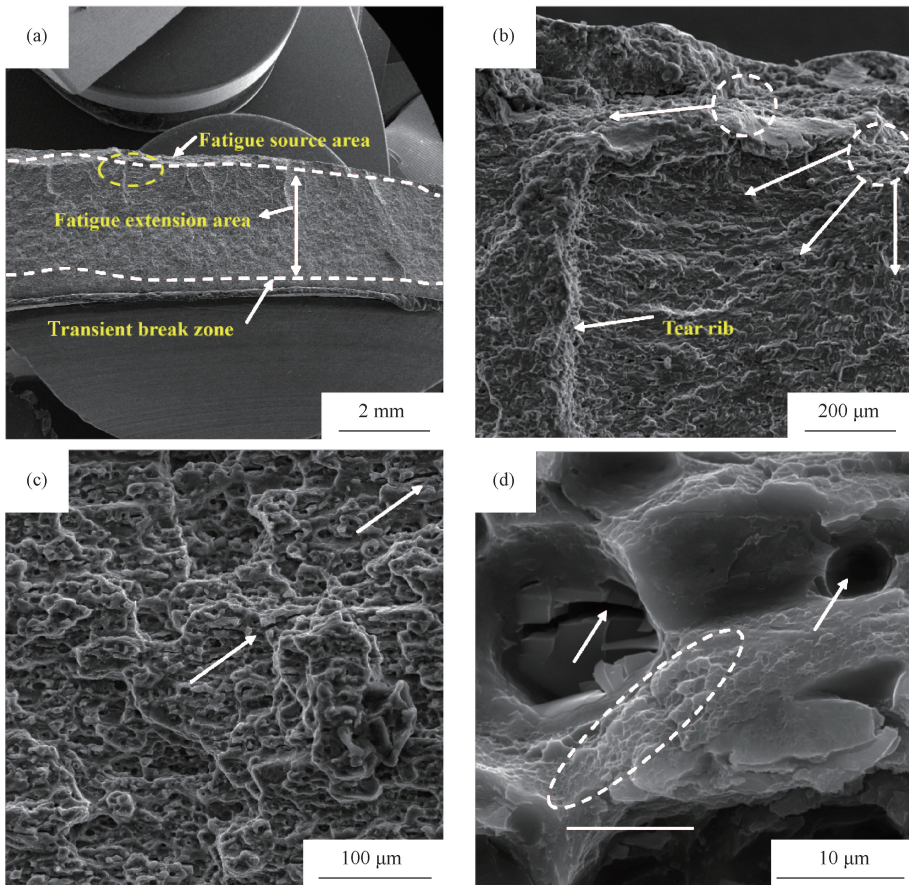 (a)
Fatigue source area
Fatigue extension area
Transient break zone
2 mm
(b)
Tear rib
200 μm
(c)
100 μm
(d)
10 μm